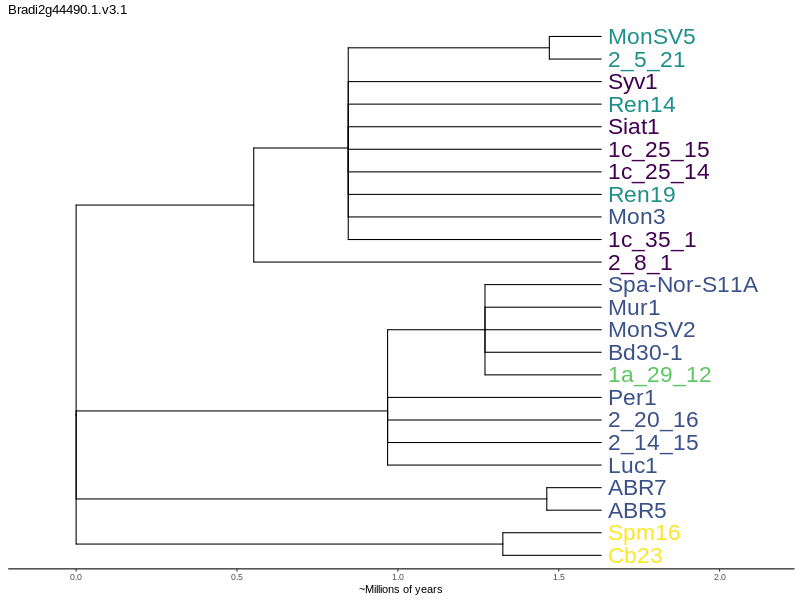 Bradi2g44490.1.v3.1
MonSV5
2_5_21
Syv1
Ren14
Siat1
1c_25_15
1c_25_14
Ren19
Mon3
1c_35_1
2_8_1
Spa-Nor-S11A
Mur1
MonSV2
Bd30-1
1a_29_12
Per1
2_20_16
2_14_15
Luc1
ABR7
ABR5
Spm16
Cb23
0.0 0.5 1.0 1.5 2.0
~Millions of years